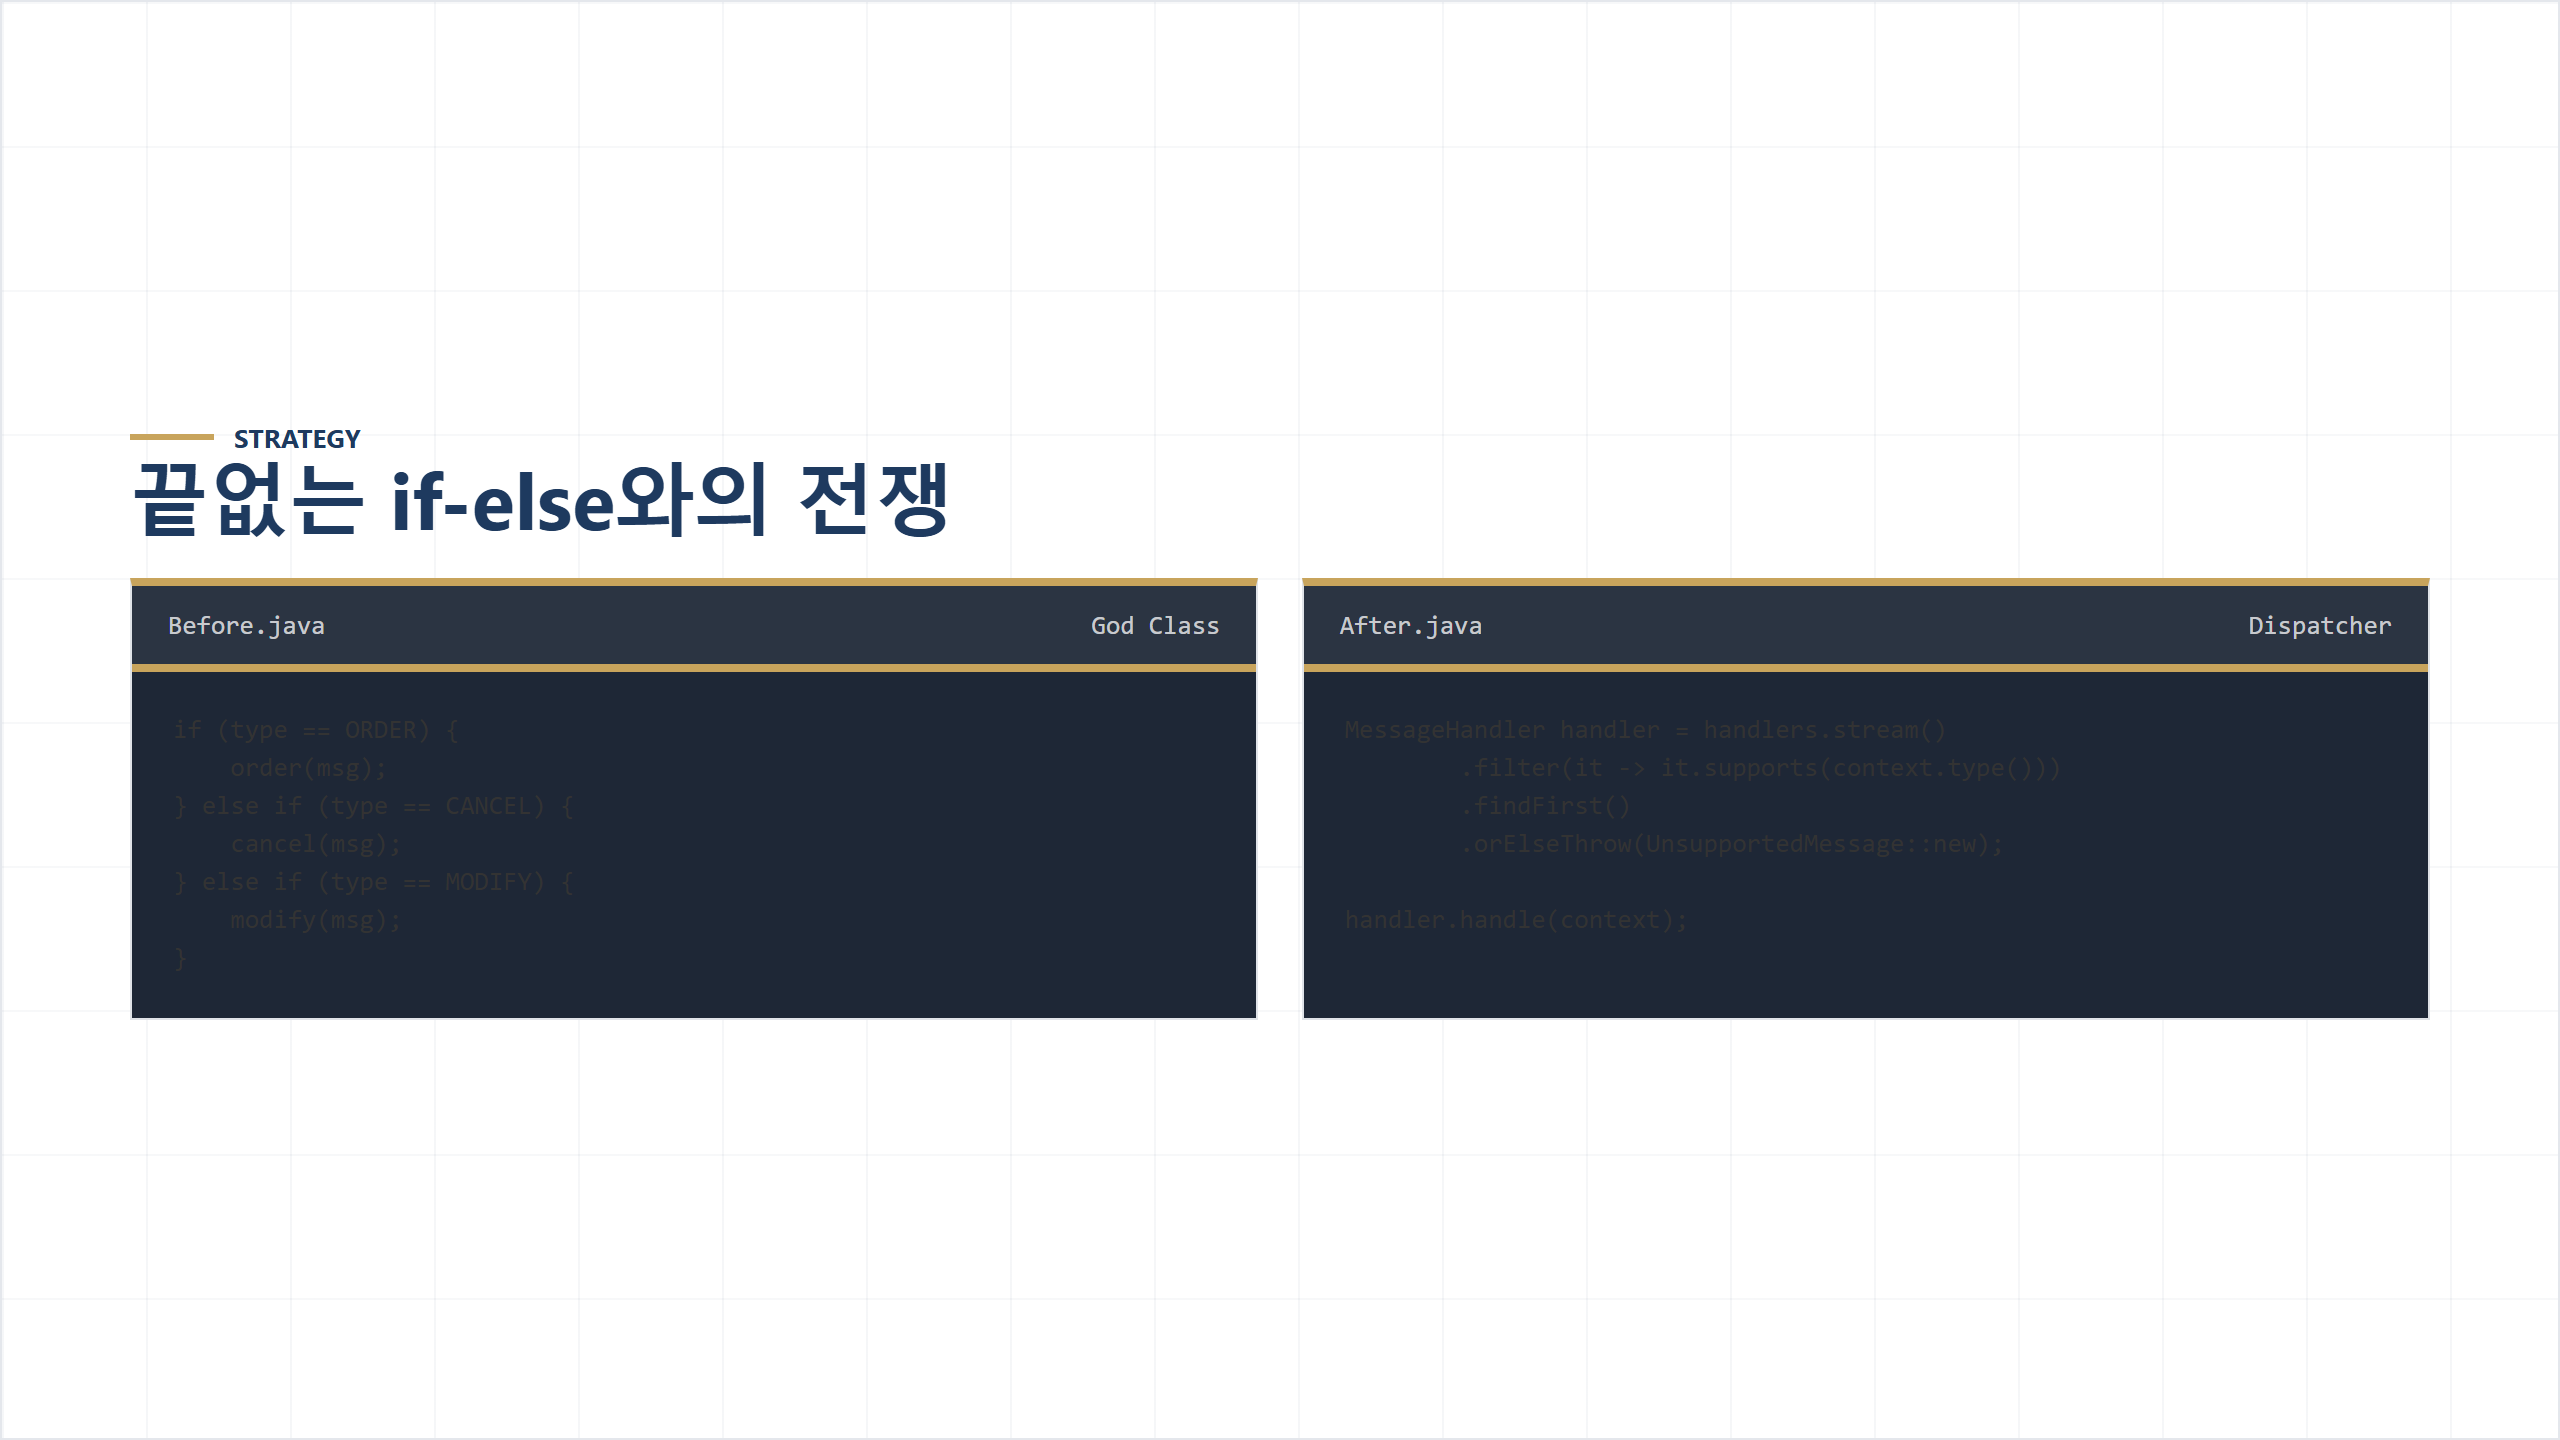 STRATEGY
끝없는 if-else와의 전쟁
Before.java
God Class
if (type == ORDER) {
    order(msg);
} else if (type == CANCEL) {
    cancel(msg);
} else if (type == MODIFY) {
    modify(msg);
}
After.java
Dispatcher
MessageHandler handler = handlers.stream()
        .filter(it -> it.supports(context.type()))
        .findFirst()
        .orElseThrow(UnsupportedMessage::new);
handler.handle(context);